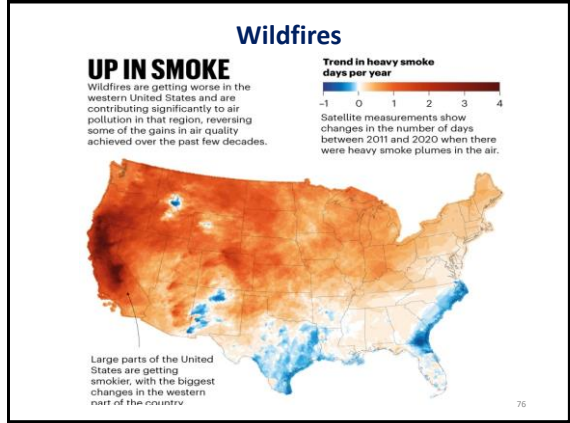 Wildfires
UP IN SMOKE
Wildfires are getting worse in the
western United States and are
contributing significantly to air
pollution in that region, reversing
some of the gains in air quality
achieved over the past few decades.
Trend in heavy smoke
days per year
–1 0 1 2 3 4
Satellite measurements show
changes in the number of days
between 2011 and 2020 when there
were heavy smoke plumes in the air.
Large parts of the United
States are getting
smokier, with the biggest
changes in the western
part of the country
76